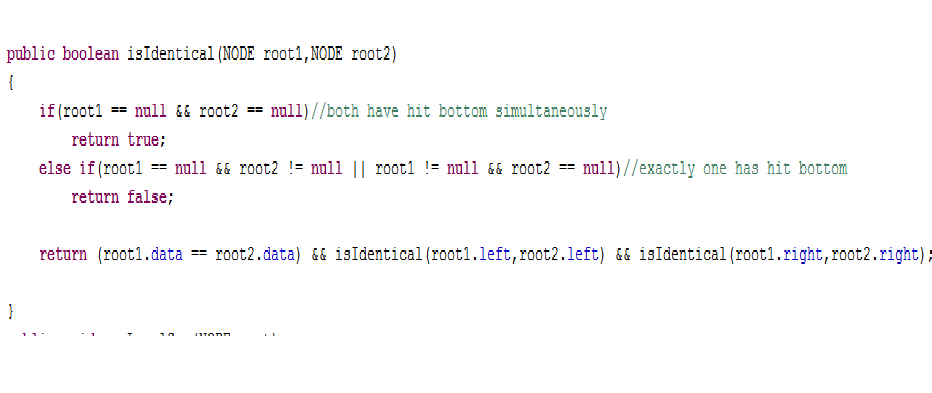 public boolean isIdentical(NODE root1,NODE root2)
{
if(root1 == null && root2 == null)//both have hit bottom simultaneously
return true;
else if(root1 == null && root2 != null || root1 != null && root2 == null)//exactly one has hit bottom
return false;
return (root1.data == root2.data) && isIdentical(root1.left,root2.left) && isIdentical(root1.right,root2.right);
}